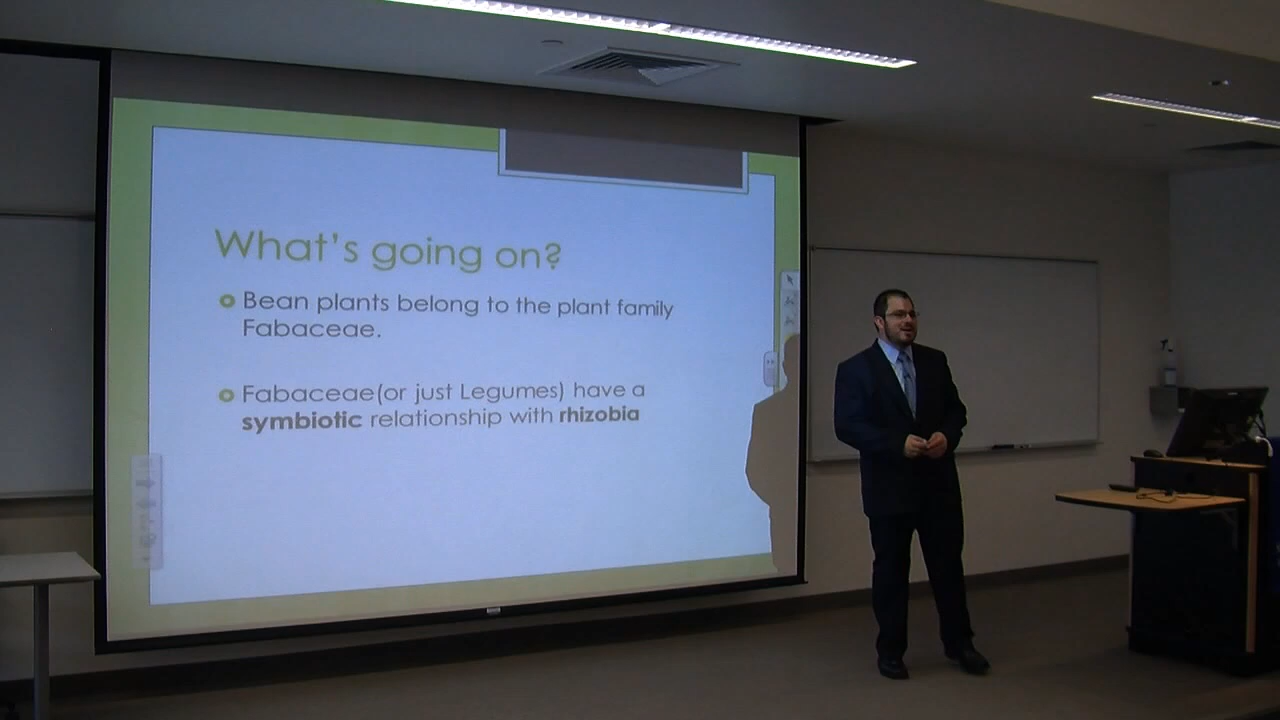 What's going on?
Bean plants belong to the plant family
Fabaceae.
Fabaceae(or just Legumes) have a
symbiotic relationship with rhizobia